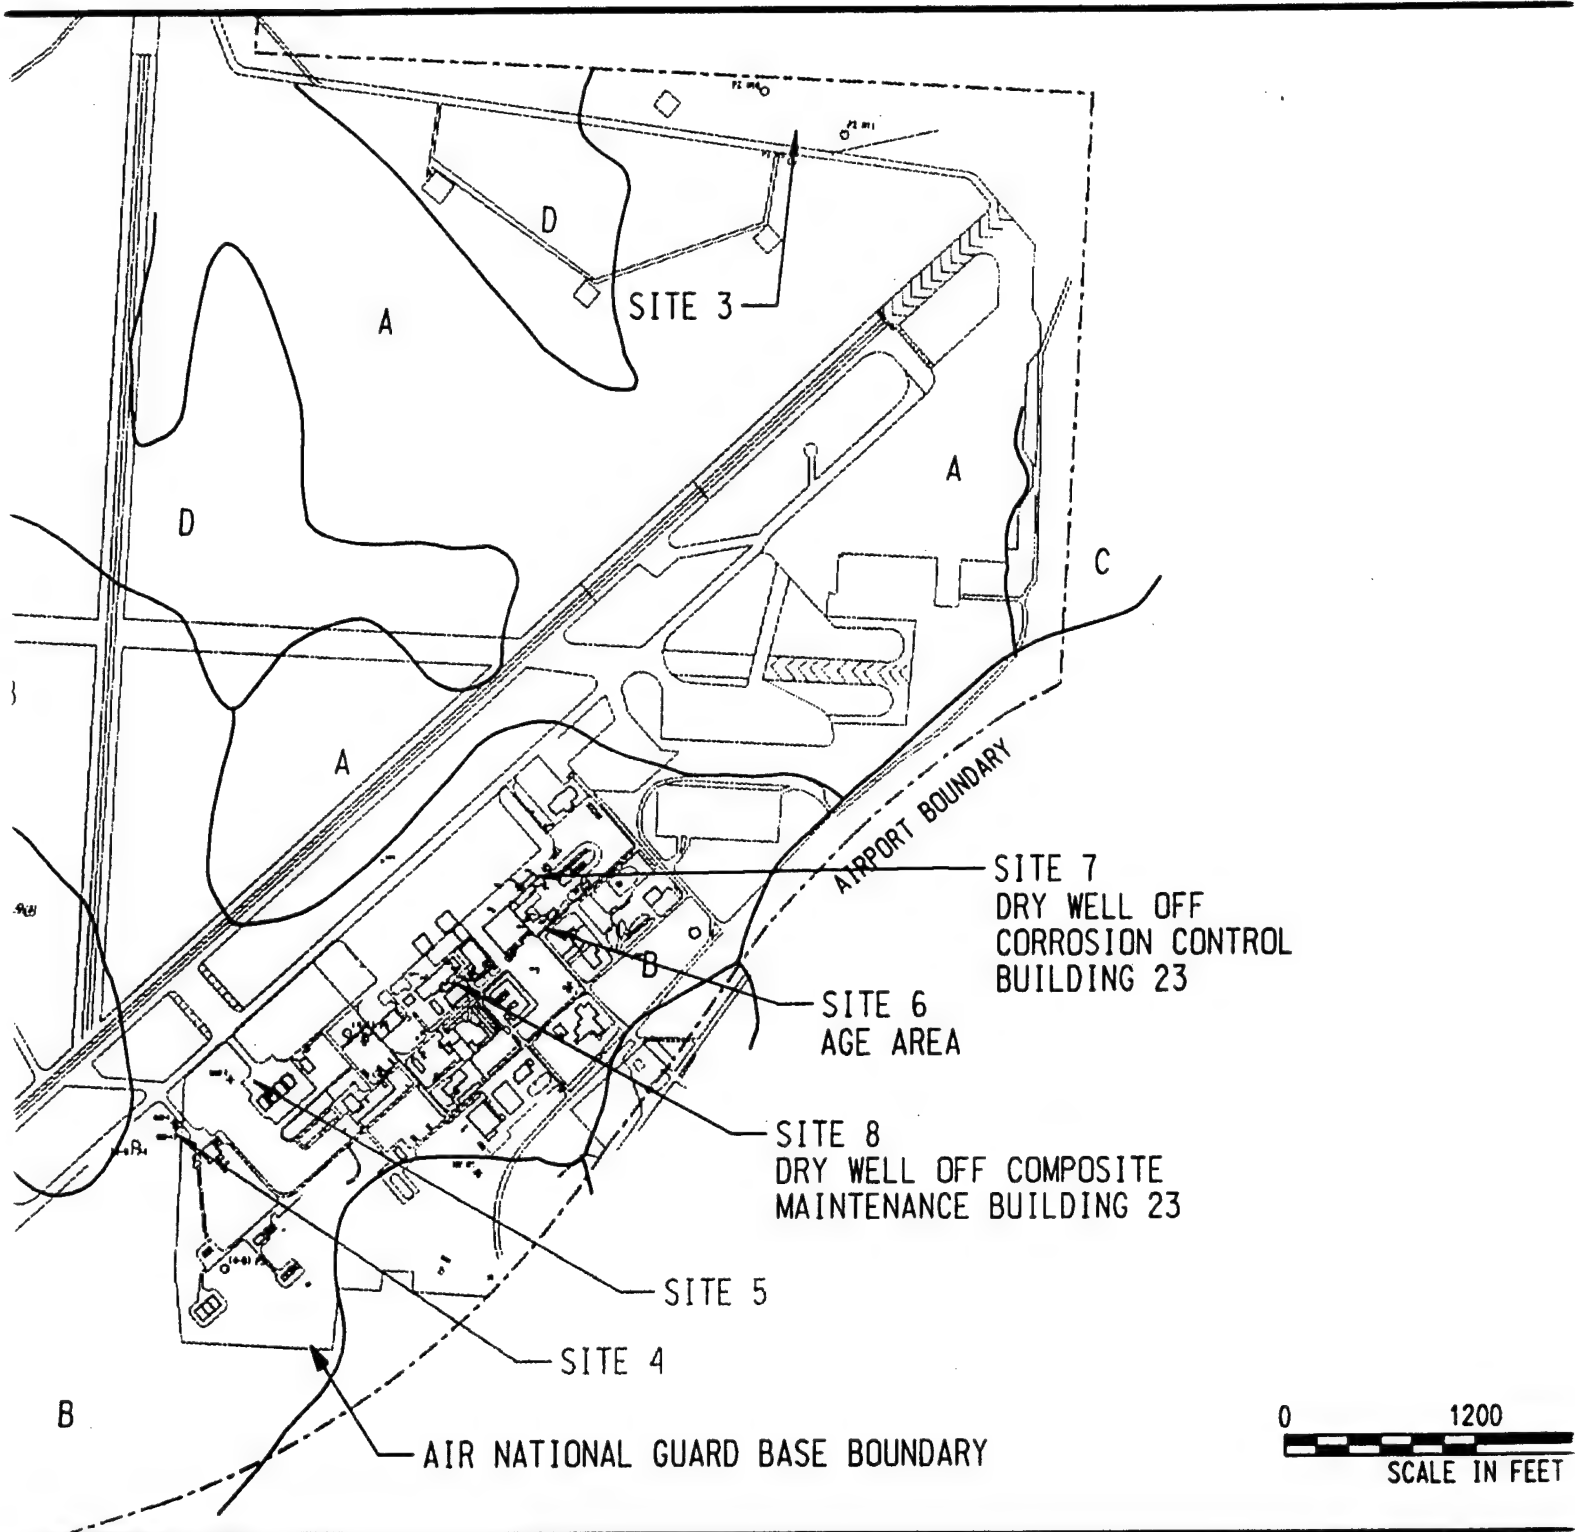 D
SITE 3
A
A
D
C
A
AIRPORT BOUNDARY
SITE 7
DRY WELL OFF
CORROSION CONTROL
BUILDING 23
B
SITE 6
AGE AREA
SITE 8
DRY WELL OFF COMPOSITE
MAINTENANCE BUILDING 23
SITE 5
SITE 4
B
AIR NATIONAL GUARD BASE BOUNDARY
0 1200
SCALE IN FEET